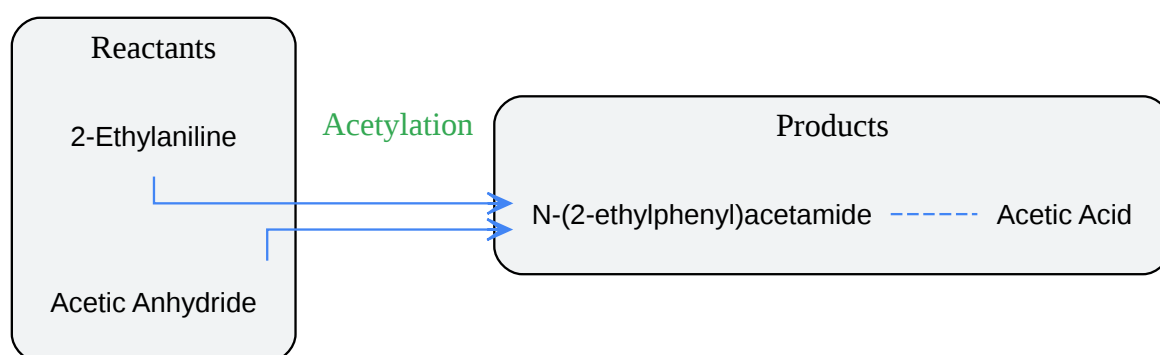 Reactants
2-Ethylaniline
Acetic Anhydride
Acetylation
Products
N-(2-ethylphenyl)acetamide
Acetic Acid